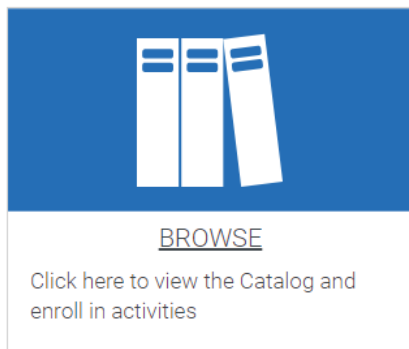 BROWSE
Click here to view the Catalog and
enroll in activities